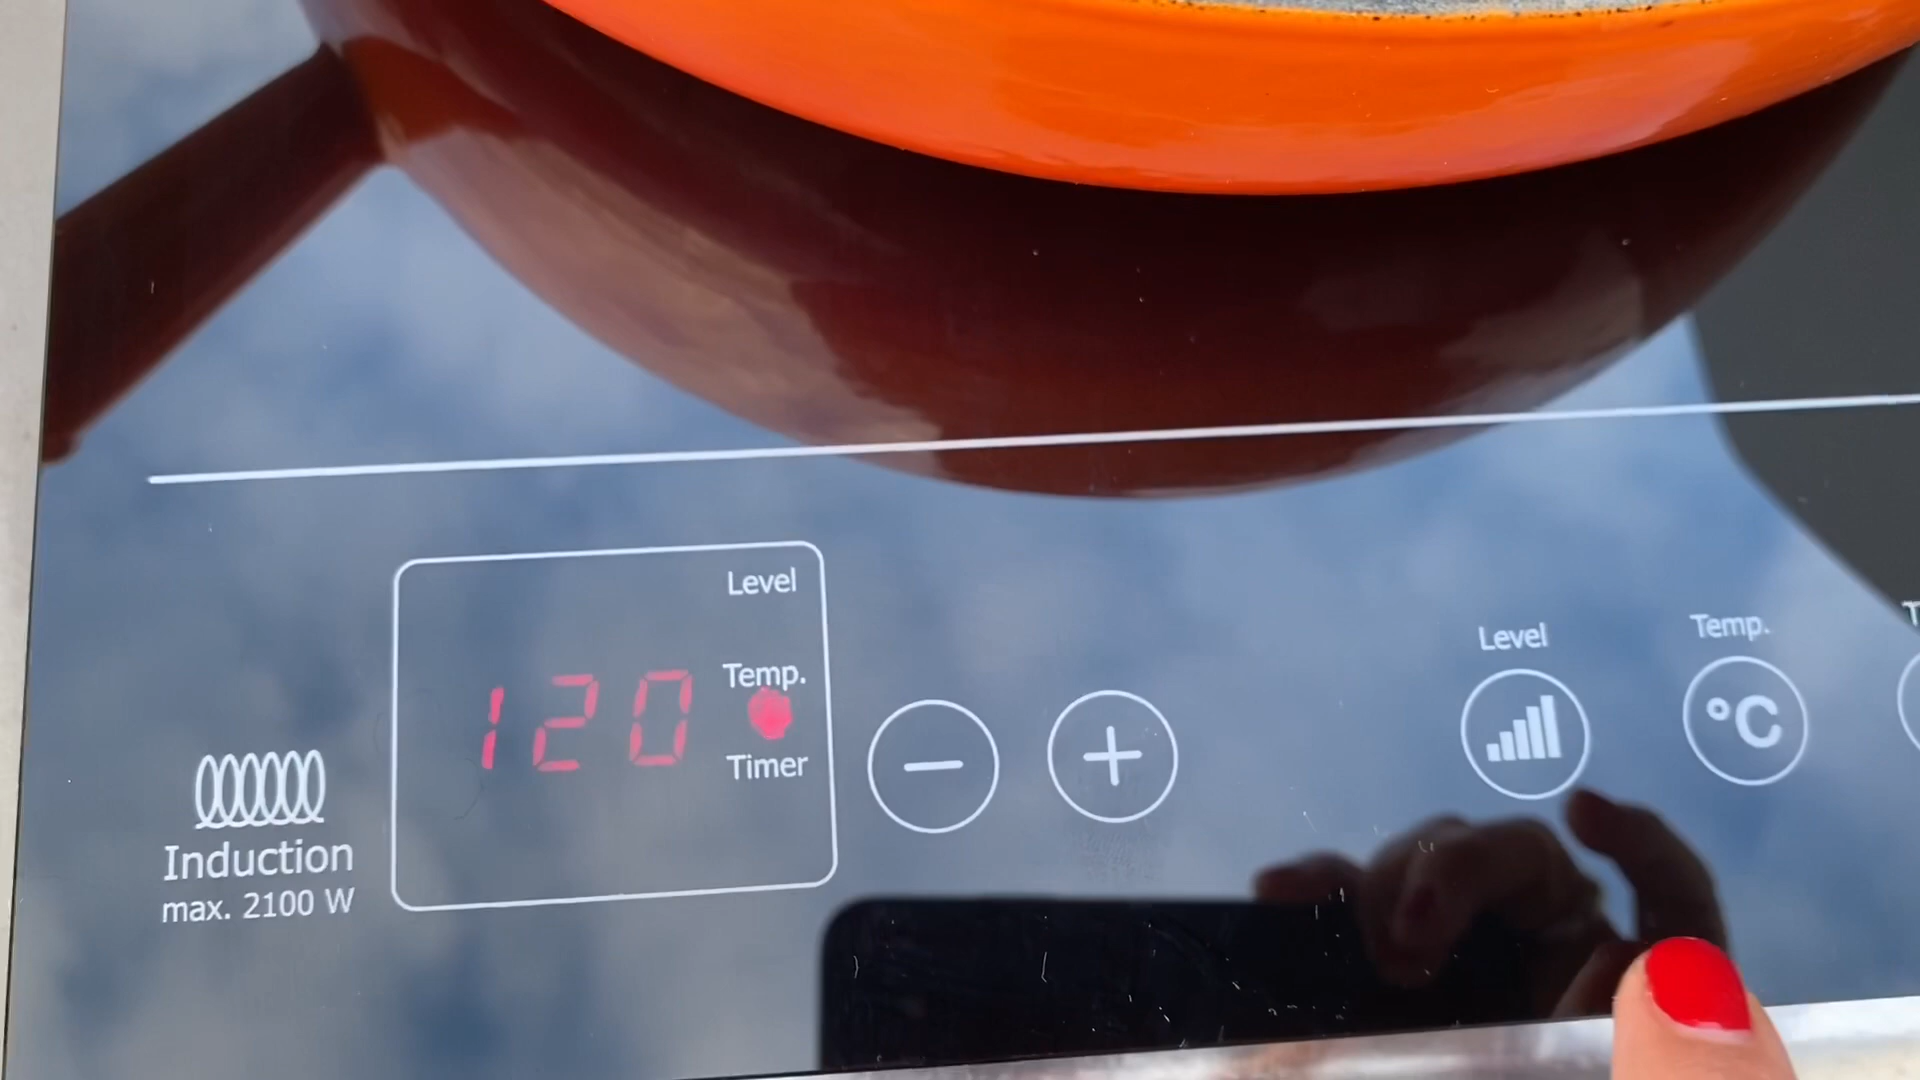 Level
120
Temp.
Timer
Induction
max. 2100 W
Level
Temp.
°C